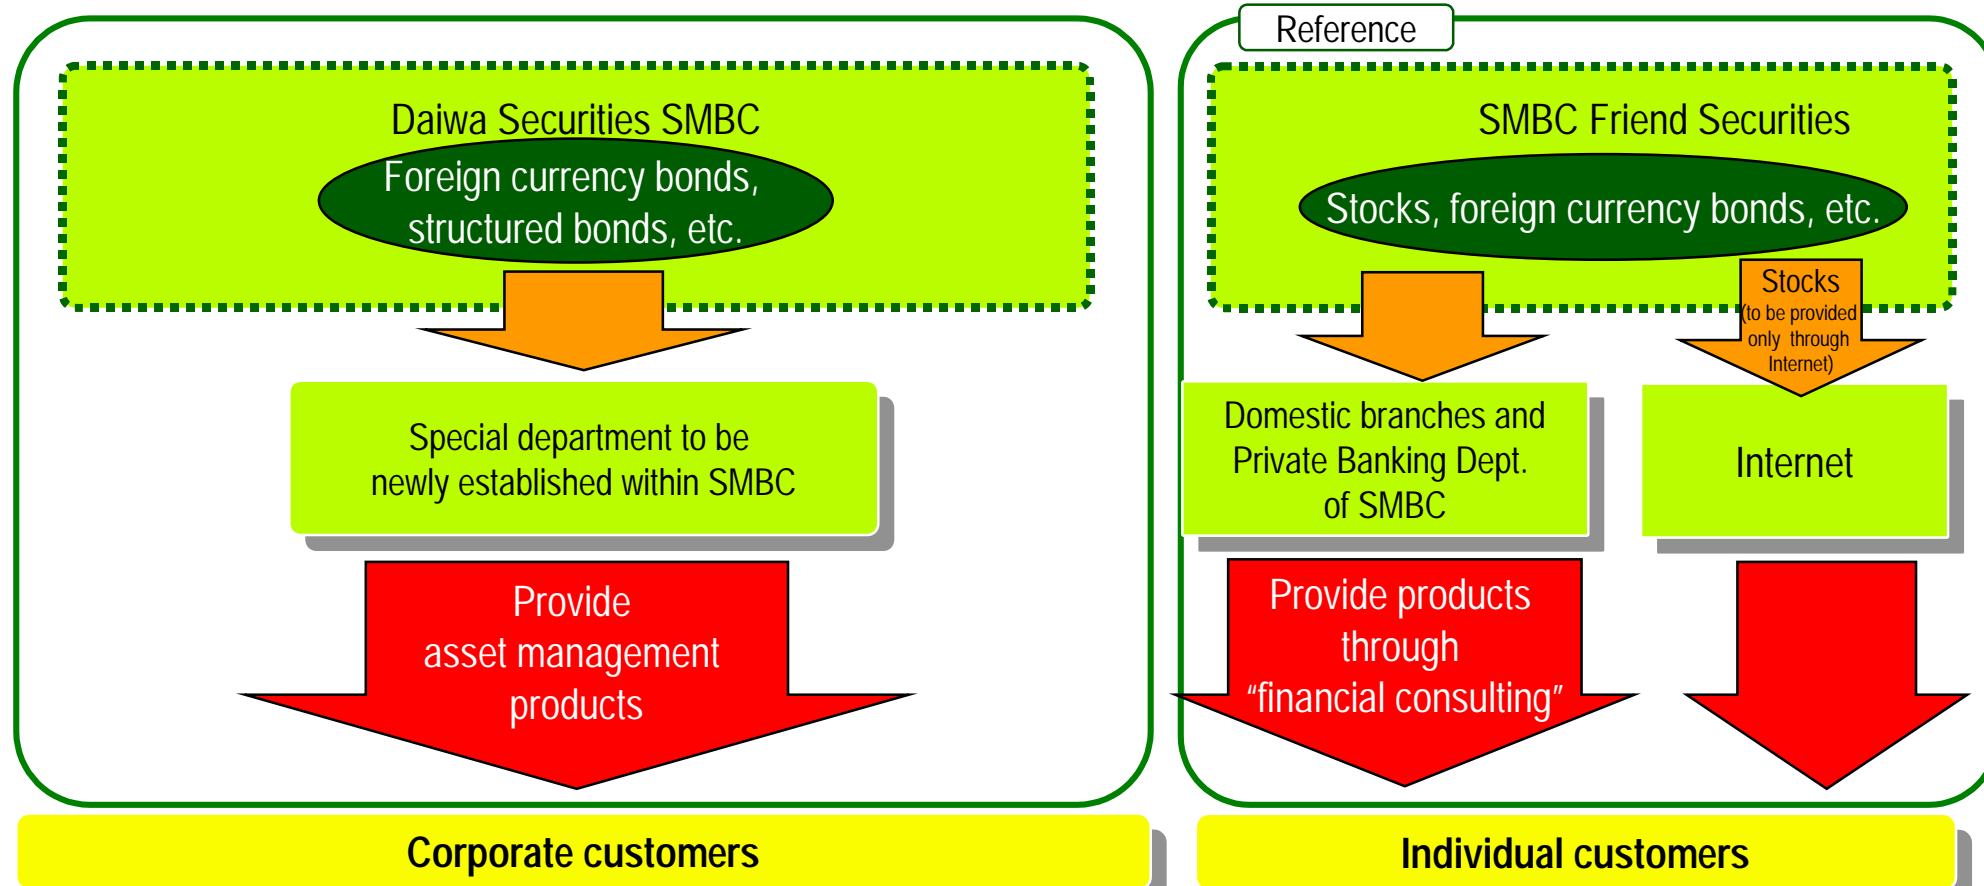 Daiwa Securities SMBC
Foreign currency bonds,
structured bonds, etc.
Special department to be
newly established within SMBC
Provide
asset management
products
Corporate customers
Reference
SMBC Friend Securities
Stocks, foreign currency bonds, etc.
Stocks
(to be provided
only through
Internet)
Domestic branches and
Private Banking Dept.
of SMBC
Internet
Provide products
through
“financial consulting”
Individual customers